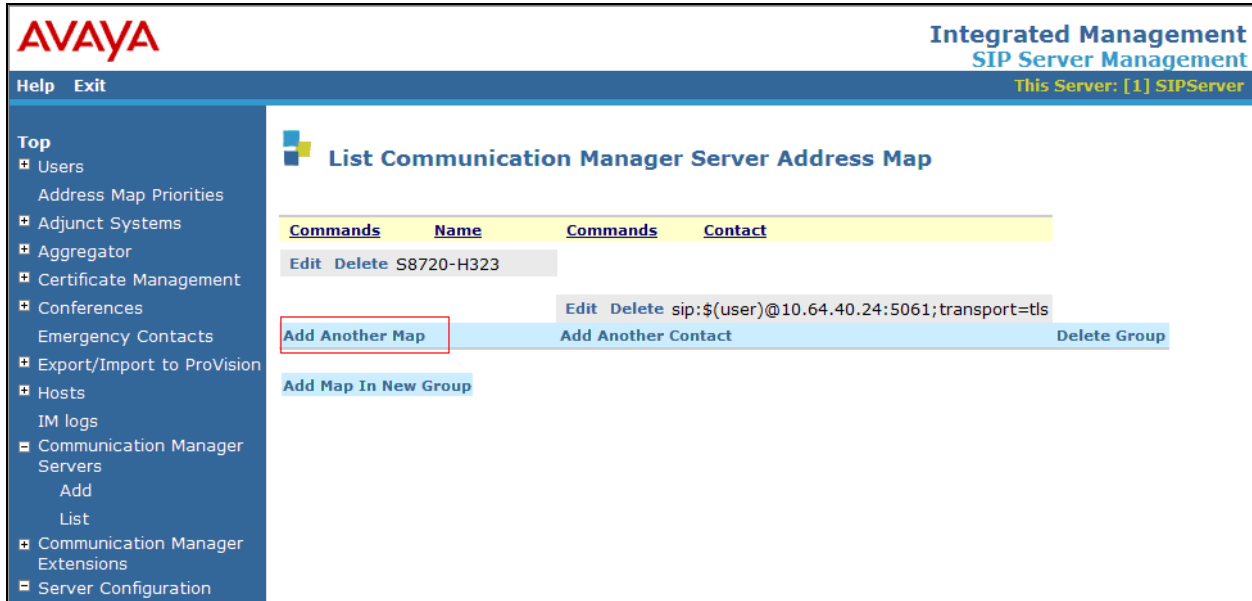 AVAYA
Integrated Management
SIP Server Management
Help Exit
This Server: [1] SIPServer
Top
Users
Address Map Priorities
Adjunct Systems
Aggregator
Certificate Management
Conferences
Emergency Contacts
Export/Import to ProVision
Hosts
IM logs
Communication Manager
Servers
Add
List
Communication Manager
Extensions
Server Configuration
List Communication Manager Server Address Map
Commands Name Commands Contact
Edit Delete S8720-H323
Edit Delete sip:$(user)@10.64.40.24:5061;transport=tls
Add Another Map Add Another Contact Delete Group
Add Map In New Group